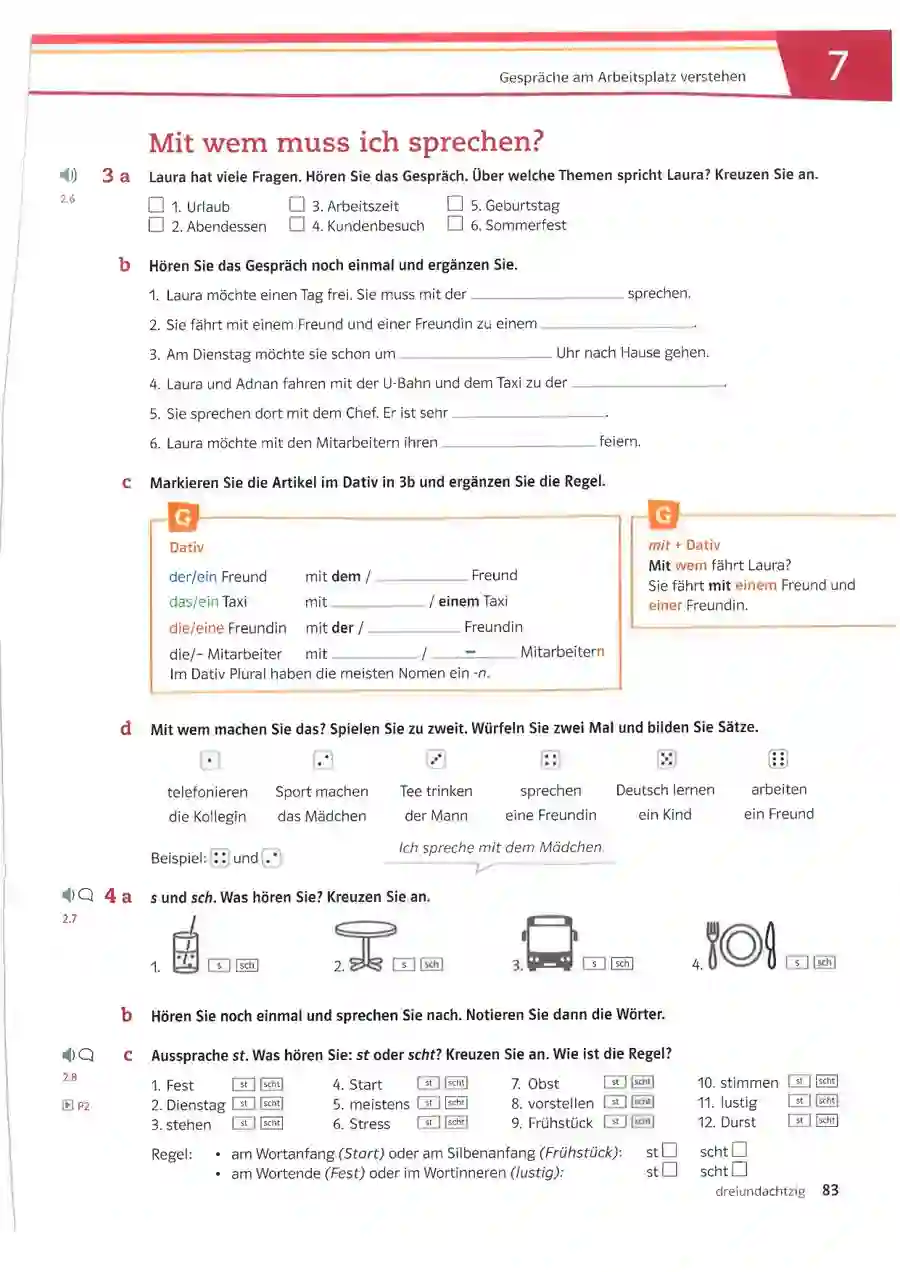 Gespräche am Arbeitsplatz verstehen
7
Mit wem muss ich sprechen?
3 a Laura hat viele Fragen. Hören Sie das Gespräch. Über welche Themen spricht Laura? Kreuzen Sie an.
2.6
1. Urlaub 3. Arbeitszeit 5. Geburtstag
2. Abendessen 4. Kundenbesuch 6. Sommerfest
b Hören Sie das Gespräch noch einmal und ergänzen Sie.
1. Laura möchte einen Tag frei. Sie muss mit der ____ sprechen.
2. Sie fährt mit einem Freund und einer Freundin zu einem ____.
3. Am Dienstag möchte sie schon um ____ Uhr nach Hause gehen.
4. Laura und Adnan fahren mit der U-Bahn und dem Taxi zu der ____.
5. Sie sprechen dort mit dem Chef. Er ist sehr ____.
6. Laura möchte mit den Mitarbeitern ihren ____ feiern.
c Markieren Sie die Artikel im Dativ in 3b und ergänzen Sie die Regel.
G
Dativ
der/ein Freund mit dem / ____ Freund
das/ein Taxi mit ____ / einem Taxi
die/eine Freundin mit der / ____ Freundin
die/– Mitarbeiter mit ____ / – Mitarbeitern
Im Dativ Plural haben die meisten Nomen ein -n.
G
mit + Dativ
Mit wem fährt Laura?
Sie fährt mit einem Freund und
einer Freundin.
d Mit wem machen Sie das? Spielen Sie zu zweit. Würfeln Sie zwei Mal und bilden Sie Sätze.
telefonieren Sport machen Tee trinken sprechen Deutsch lernen arbeiten
die Kollegin das Mädchen der Mann eine Freundin ein Kind ein Freund
Ich spreche mit dem Mädchen.
Beispiel: und
4 a s und sch. Was hören Sie? Kreuzen Sie an.
2.7
1. s sch 2. s sch 3. s sch 4. s sch
b Hören Sie noch einmal und sprechen Sie nach. Notieren Sie dann die Wörter.
c Aussprache st. Was hören Sie: st oder scht? Kreuzen Sie an. Wie ist die Regel?
2.8
P2
1. Fest st scht 4. Start st scht 7. Obst st scht 10. stimmen st scht
2. Dienstag st scht 5. meistens st scht 8. vorstellen st scht 11. lustig st scht
3. stehen st scht 6. Stress st scht 9. Frühstück st scht 12. Durst st scht
Regel: • am Wortanfang (Start) oder am Silbenanfang (Frühstück): st scht
• am Wortende (Fest) oder im Wortinneren (lustig): st scht
dreiundachtzig 83